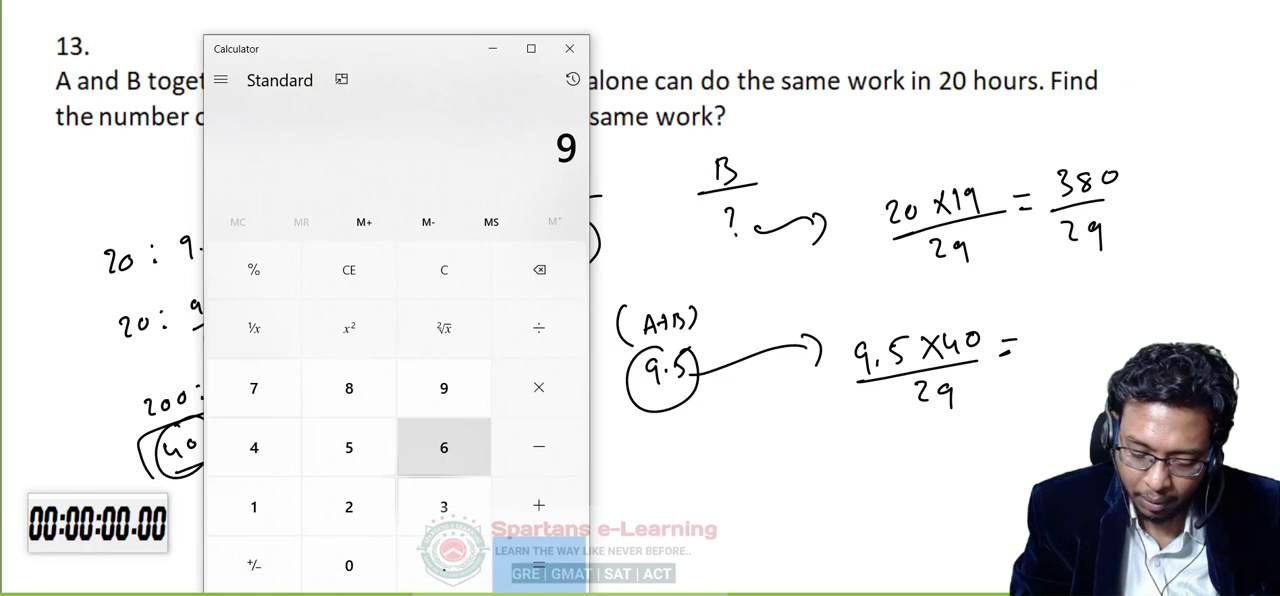 13.
A and B toget
alone can do the same work in 20 hours. Find
the number
same work?
Calculator
Standard
9
MC MR M+ M- MS M˅
% CE C
¹/x x² ²√x ÷
7 8 9 ×
4 5 6 −
1 2 3 +
+/- 0 . =
20 : 9.
20 :
200 :
40
B
?
20 × 19 = 380
29 29
(A+B)
9.5
9.5 × 40 =
29
00:00:00.00
Spartans e-Learning
LEARN THE WAY LIKE NEVER BEFORE..
GRE | GMAT | SAT | ACT